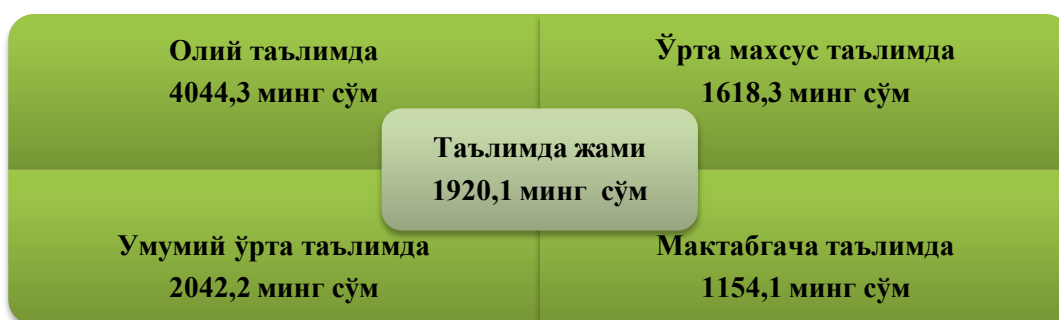 Олий таълимда
4044,3 минг сўм
Ўрта махсус таълимда
1618,3 минг сўм
Таълимда жами
1920,1 минг сўм
Умумий ўрта таълимда
2042,2 минг сўм
Мактабгача таълимда
1154,1 минг сўм